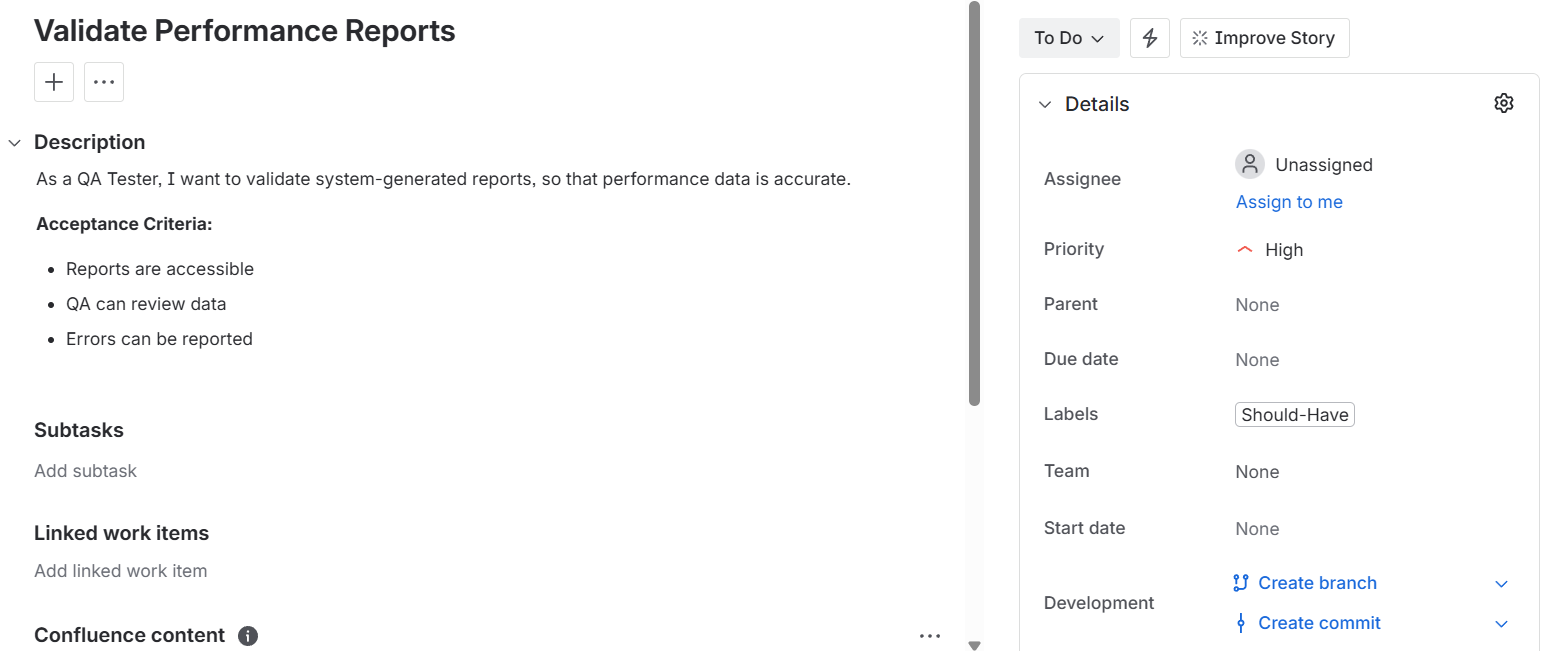 Validate Performance Reports
Description
As a QA Tester, I want to validate system-generated reports, so that performance data is accurate.
Acceptance Criteria:
Reports are accessible
QA can review data
Errors can be reported
Subtasks
Add subtask
Linked work items
Add linked work item
Confluence content
To Do
Improve Story
Details
Assignee
Unassigned
Assign to me
Priority
High
Parent
None
Due date
None
Labels
Should-Have
Team
None
Start date
None
Development
Create branch
Create commit